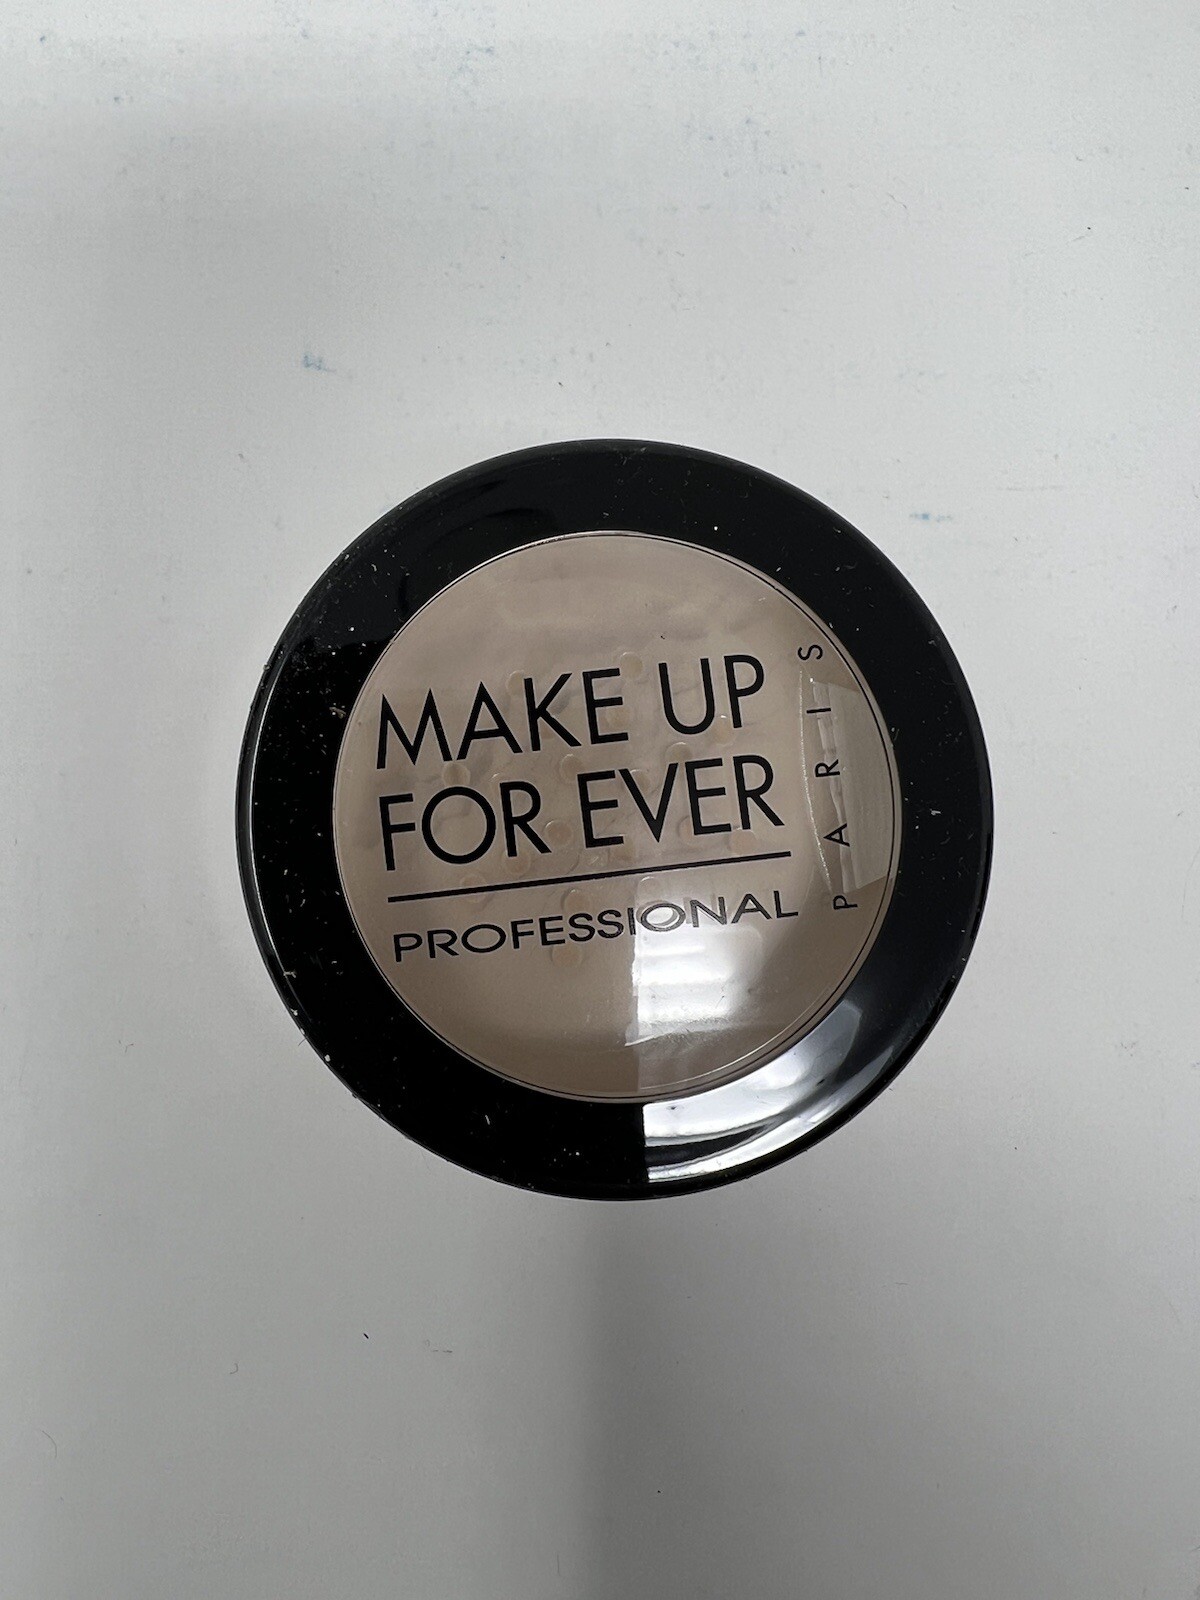 MAKE UP
FOR EVER
PROFESSIONAL
PARIS